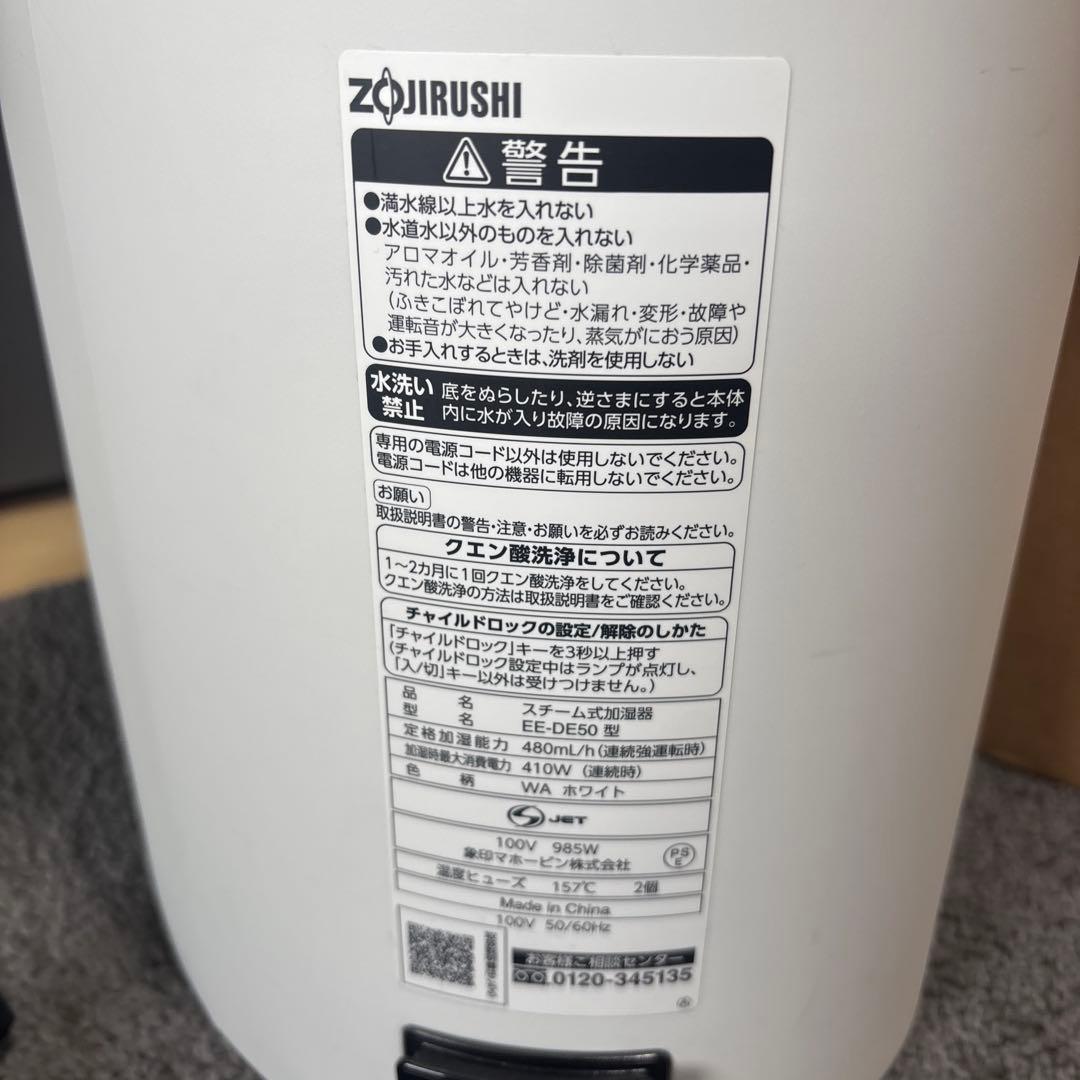 ZOJIRUSHI
警告
●満水線以上水を入れない
●水道水以外のものを入れない
アロマオイル・芳香剤・除菌剤・化学薬品・
汚れた水などは入れない
(ふきこぼれてやけど・水漏れ・変形・故障や
運転音が大きくなったり、蒸気がにおう原因)
●お手入れするときは、洗剤を使用しない
水洗い
禁止
底をぬらしたり、逆さまにすると本体
内に水が入り故障の原因になります。
専用の電源コード以外は使用しないでください。
電源コードは他の機器に転用しないでください。
お願い
取扱説明書の警告・注意・お願いを必ずお読みください。
クエン酸洗浄について
1〜2カ月に1回クエン酸洗浄をしてください。
クエン酸洗浄の方法は取扱説明書をご確認ください。
チャイルドロックの設定/解除のしかた
「チャイルドロック」キーを3秒以上押す
(チャイルドロック設定中はランプが点灯し、
「入/切」キー以外は受けつけません。)
品名 スチーム式加湿器
型名 EE-DE50 型
定格加湿能力 480mL/h (連続強運転時)
加湿時最大消費電力 410W (連続時)
色柄 WA ホワイト
JET
100V 985W
象印マホービン株式会社
PS
E
温度ヒューズ 157℃ 2個
Made in China
100V 50/60Hz
お客様ご相談センター
0120-345135